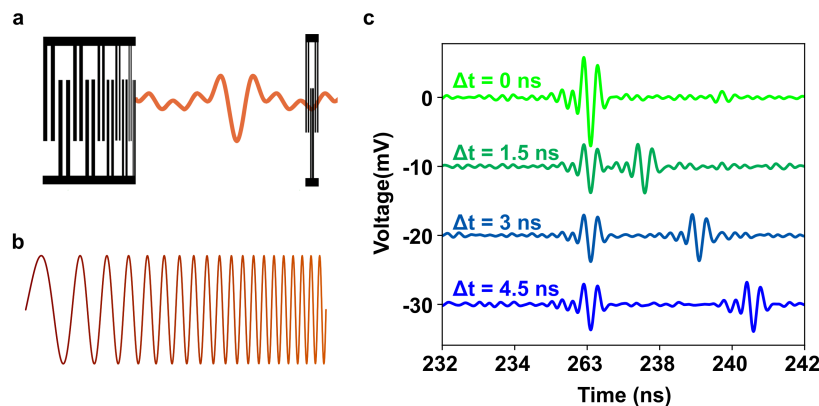 a
b
c
Δt = 0 ns
Δt = 1.5 ns
Δt = 3 ns
Δt = 4.5 ns
0
-10
-20
-30
Voltage(mV)
232 234 263 238 240 242
Time (ns)